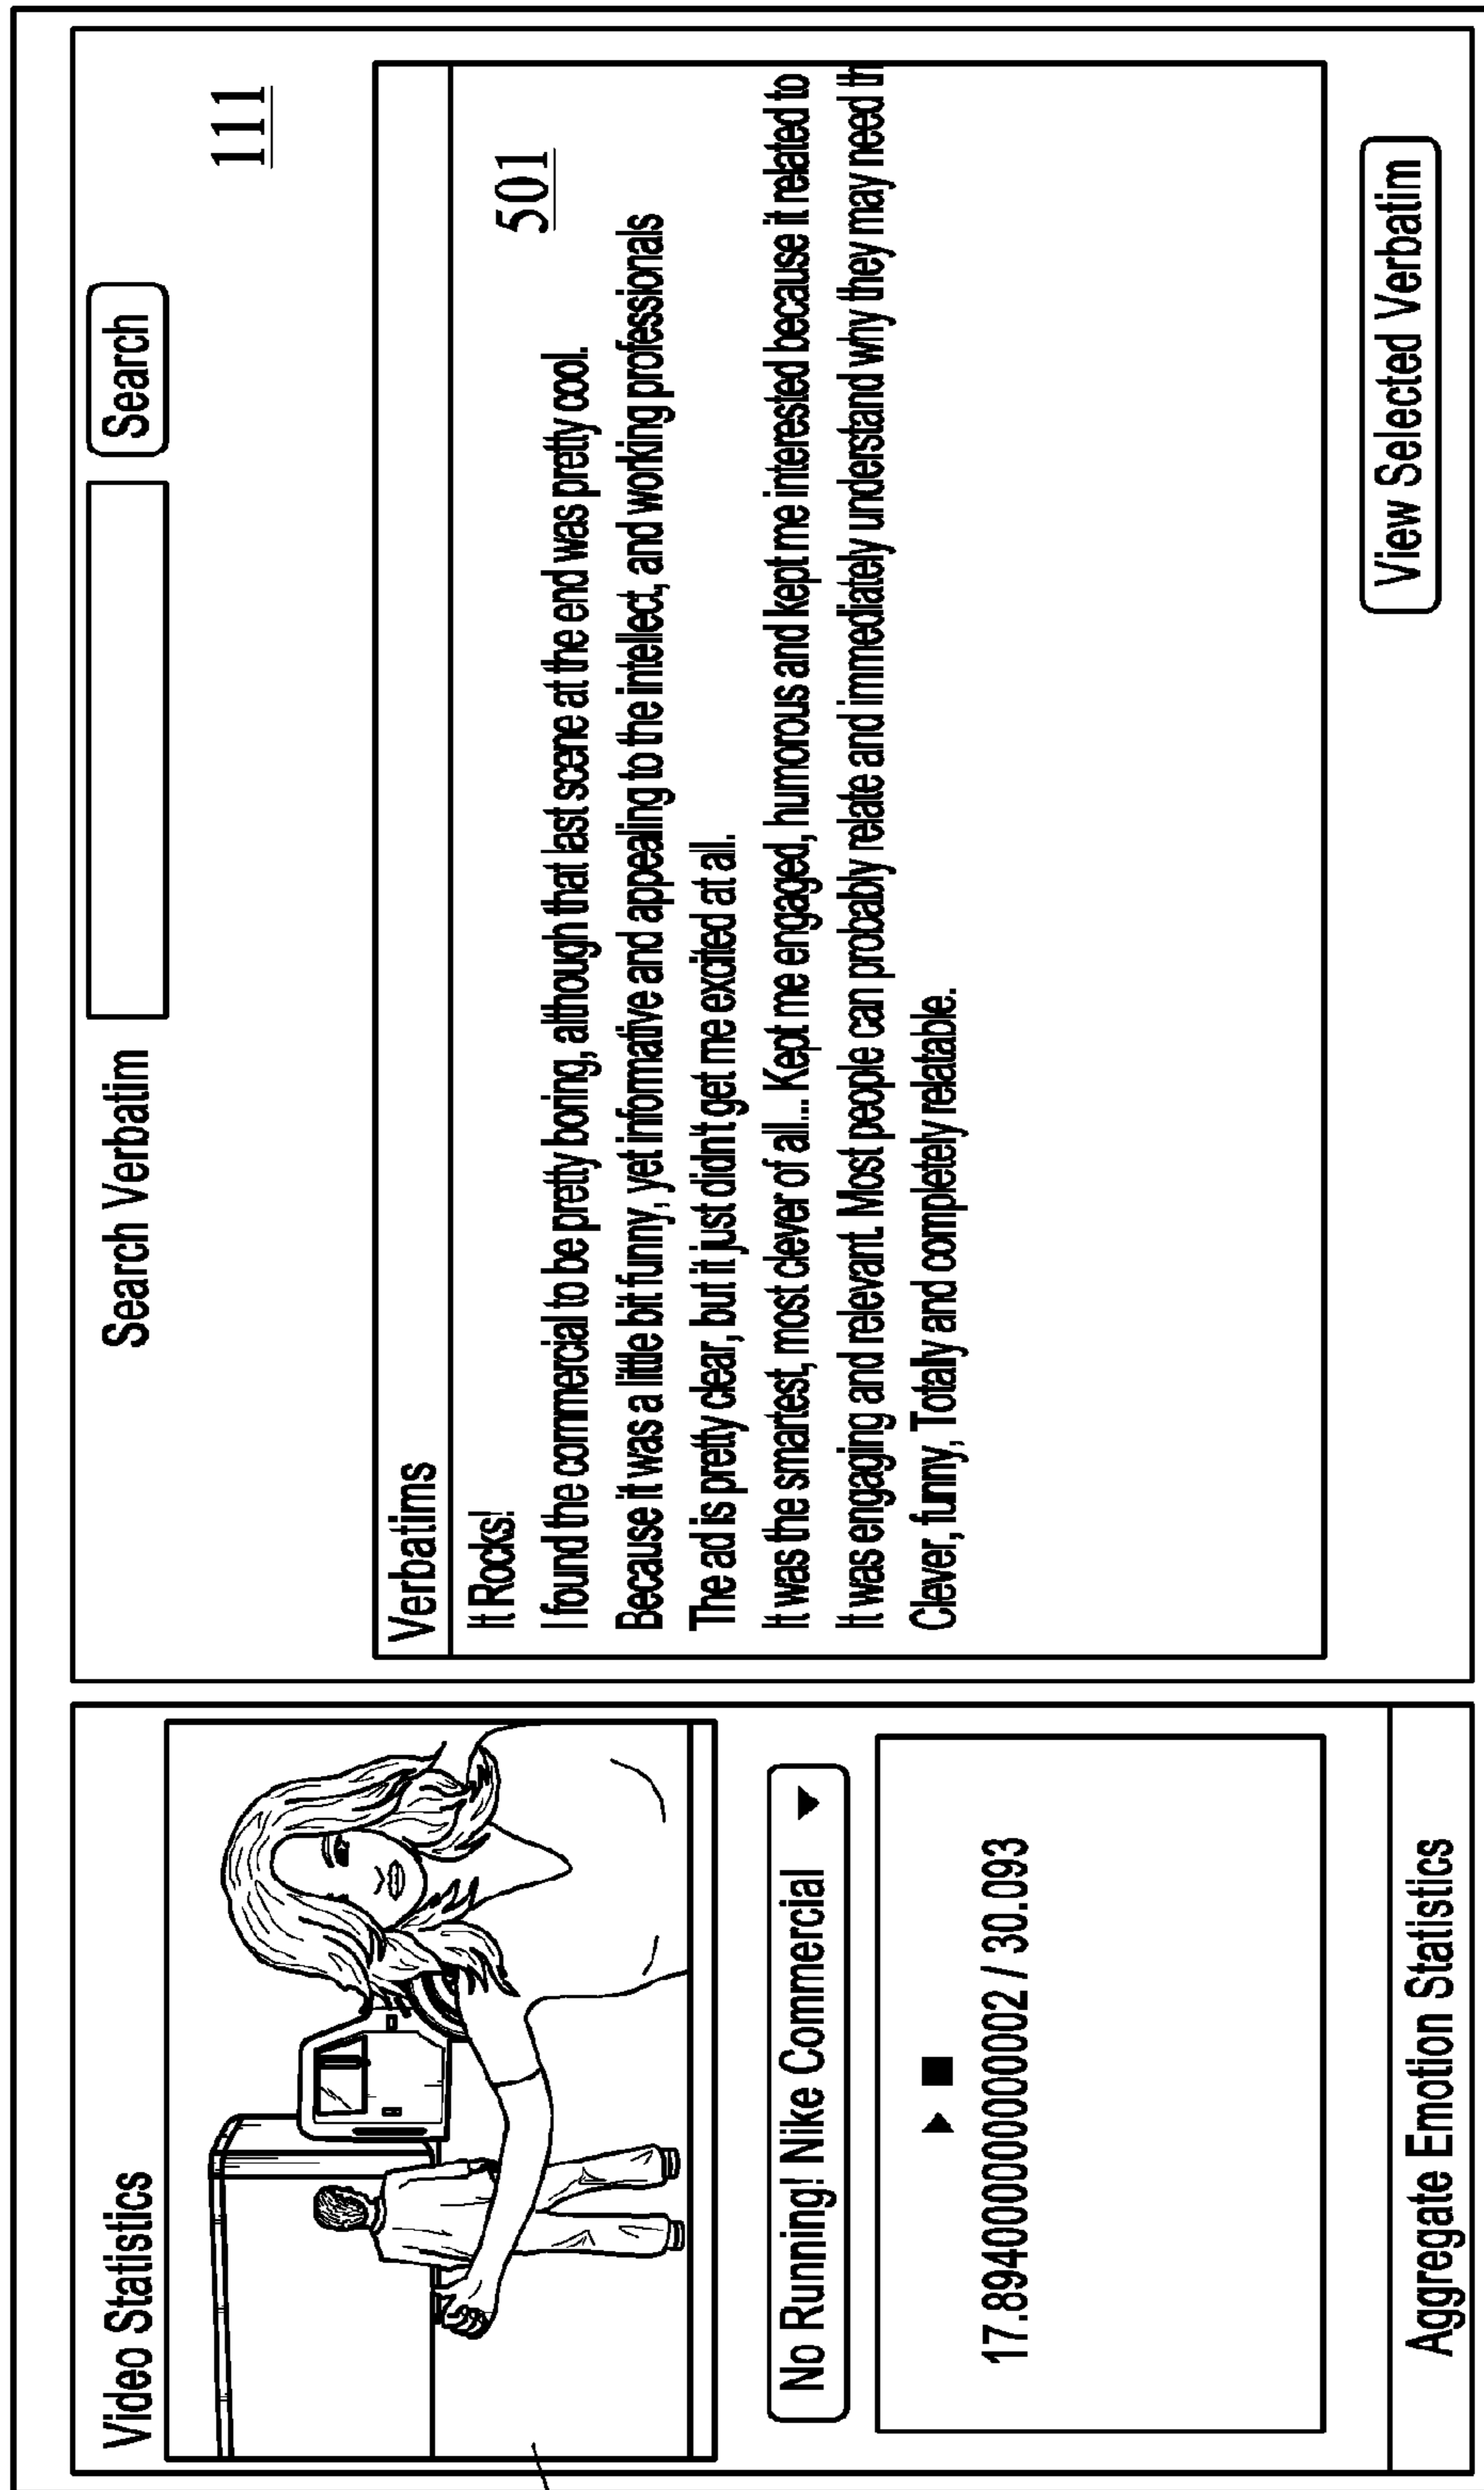 Video Statistics
No Running! Nike Commercial
17.894000000000002 / 30.093
Aggregate Emotion Statistics
Search Verbatim
Search
111
Verbatims
501
It Rocks!
I found the commercial to be pretty boring, although that last scene at the end was pretty cool.
Because it was a little bit funny, yet informative and appealing to the intellect, and working professionals
The ad is pretty clear, but it just didn't get me excited at all.
It was the smartest, most clever of all.... Kept me engaged, humorous and kept me interested because it related to
It was engaging and relevant. Most people can probably relate and immediately understand why they may need th
Clever, funny, Totally and completely relatable.
View Selected Verbatim